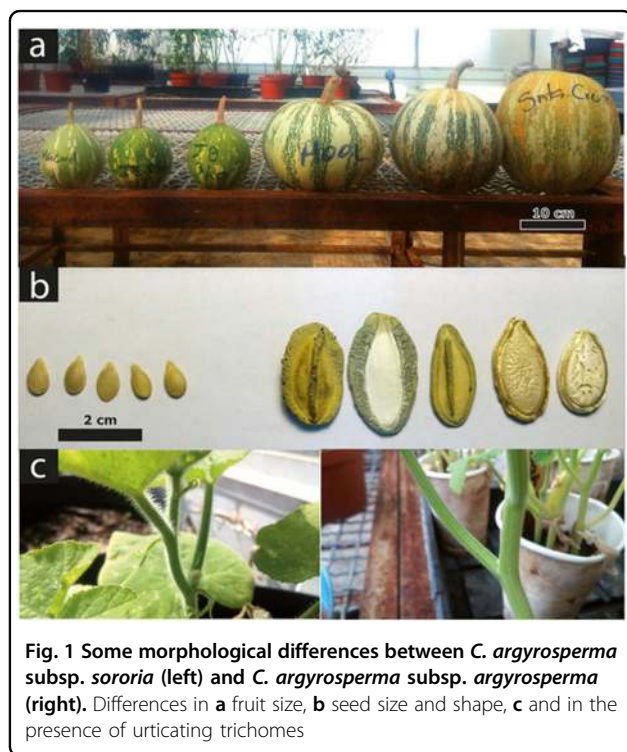 a
HOOL
10 cm
b
2 cm
c
Fig. 1 Some morphological differences between C. argyrosperma
subsp. sororia (left) and C. argyrosperma subsp. argyrosperma
(right). Differences in a fruit size, b seed size and shape, c and in the
presence of urticating trichomes